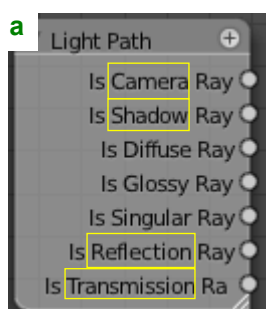 a
Light Path
Is Camera Ray
Is Shadow Ray
Is Diffuse Ray
Is Glossy Ray
Is Singular Ray
Is Reflection Ray
Is Transmission Ra